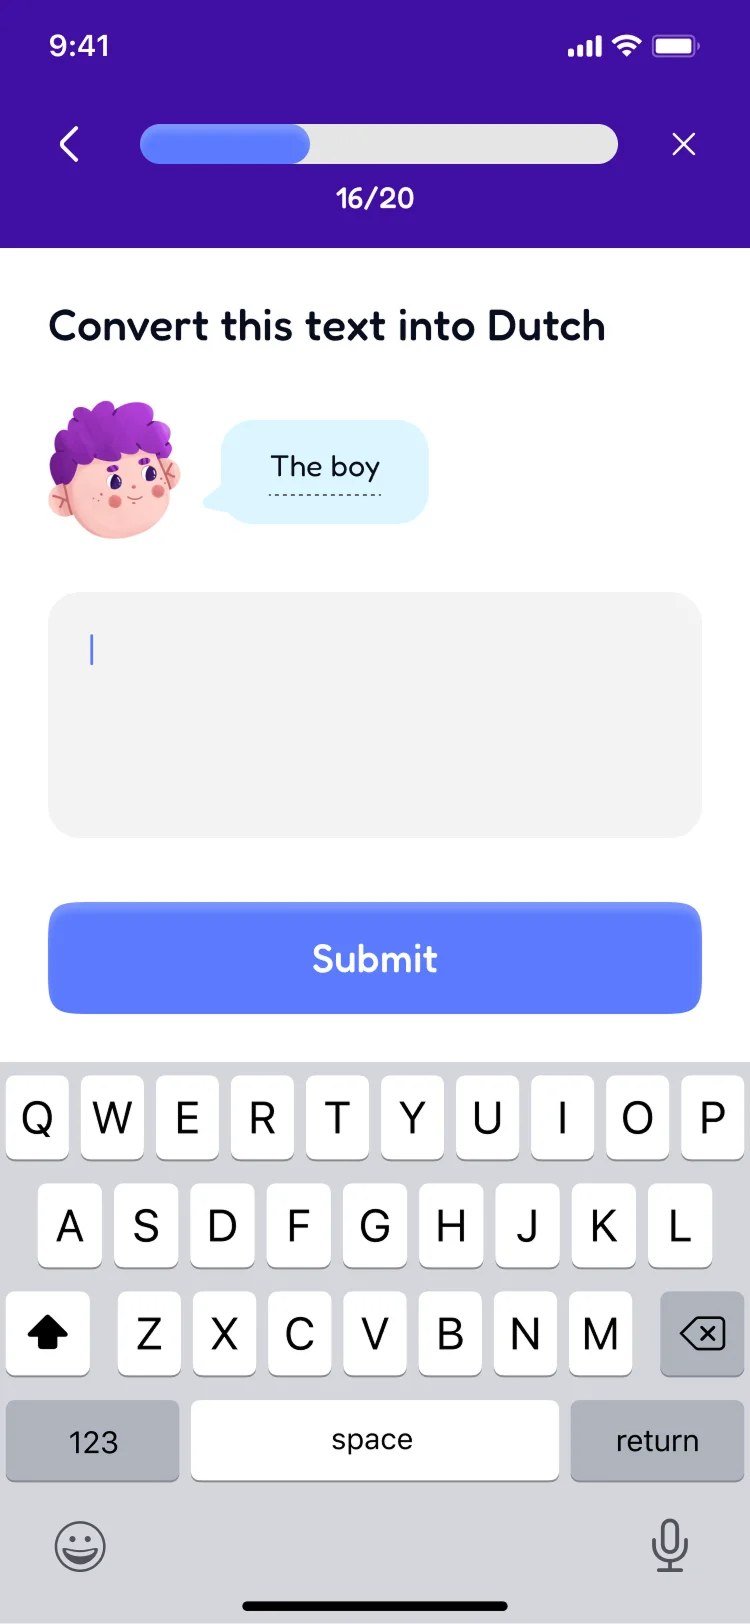 9:41
16/20
Convert this text into Dutch
The boy
Submit
Q W E R T Y U I O P
A S D F G H J K L
Z X C V B N M
123 space return